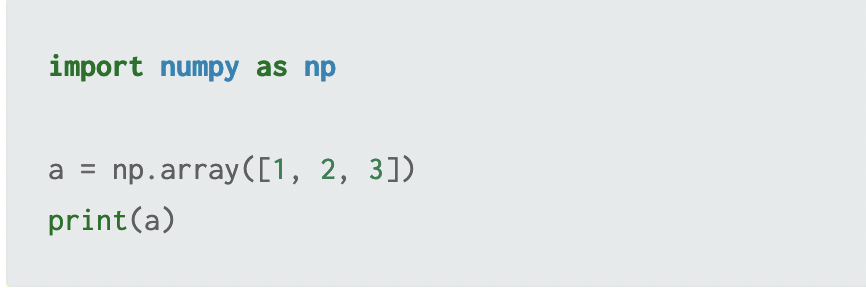 import numpy as np
a = np.array([1, 2, 3])
print(a)